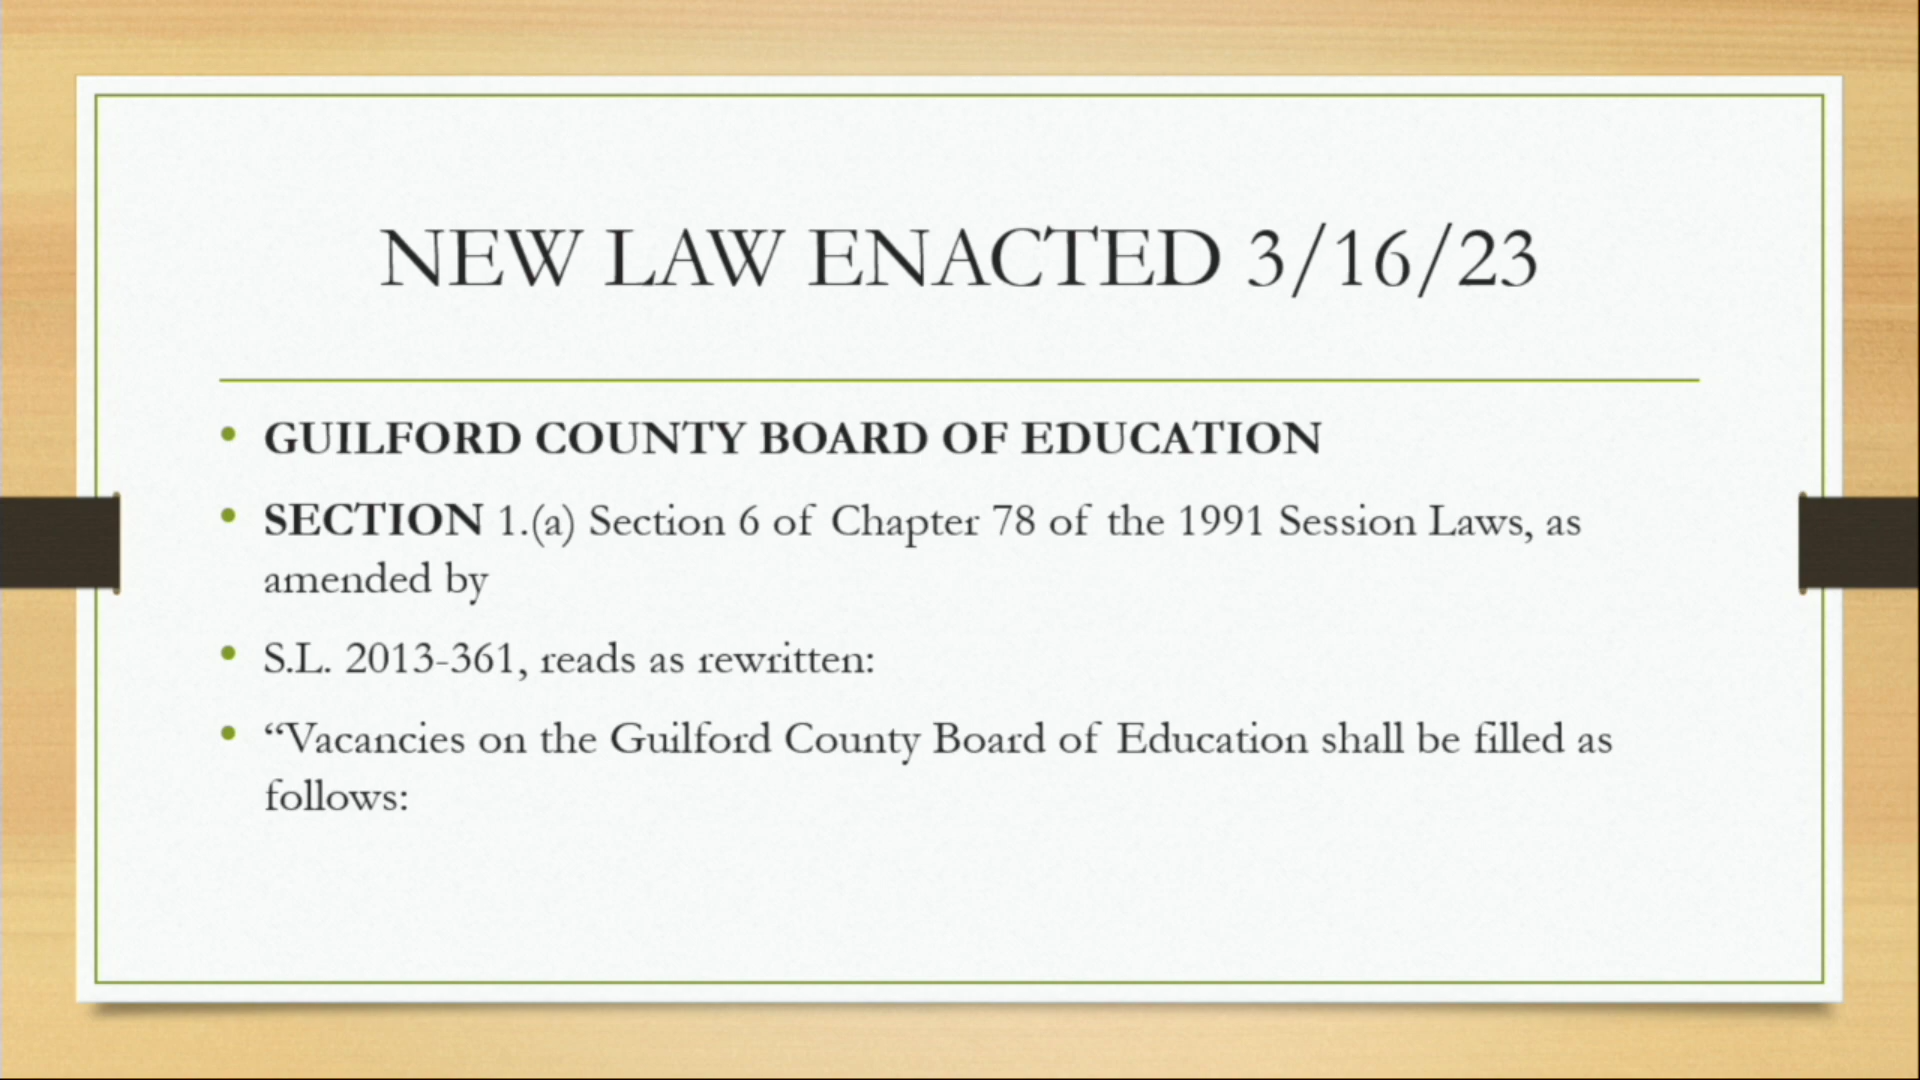 NEW LAW ENACTED 3/16/23
• GUILFORD COUNTY BOARD OF EDUCATION
• SECTION 1.(a) Section 6 of Chapter 78 of the 1991 Session Laws, as
amended by
• S.L. 2013-361, reads as rewritten:
• “Vacancies on the Guilford County Board of Education shall be filled as
follows: